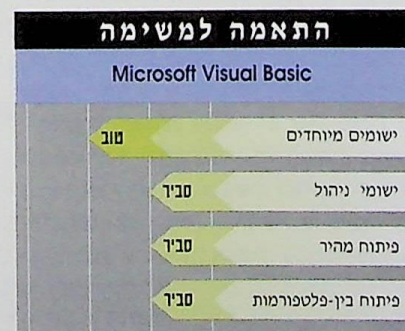 התאמה למשימה
Microsoft Visual Basic
ישומים מיוחדים טוב
ישומי ניהול סביר
פיתוח מהיר סביר
פיתוח בין-פלטפורמות סביר